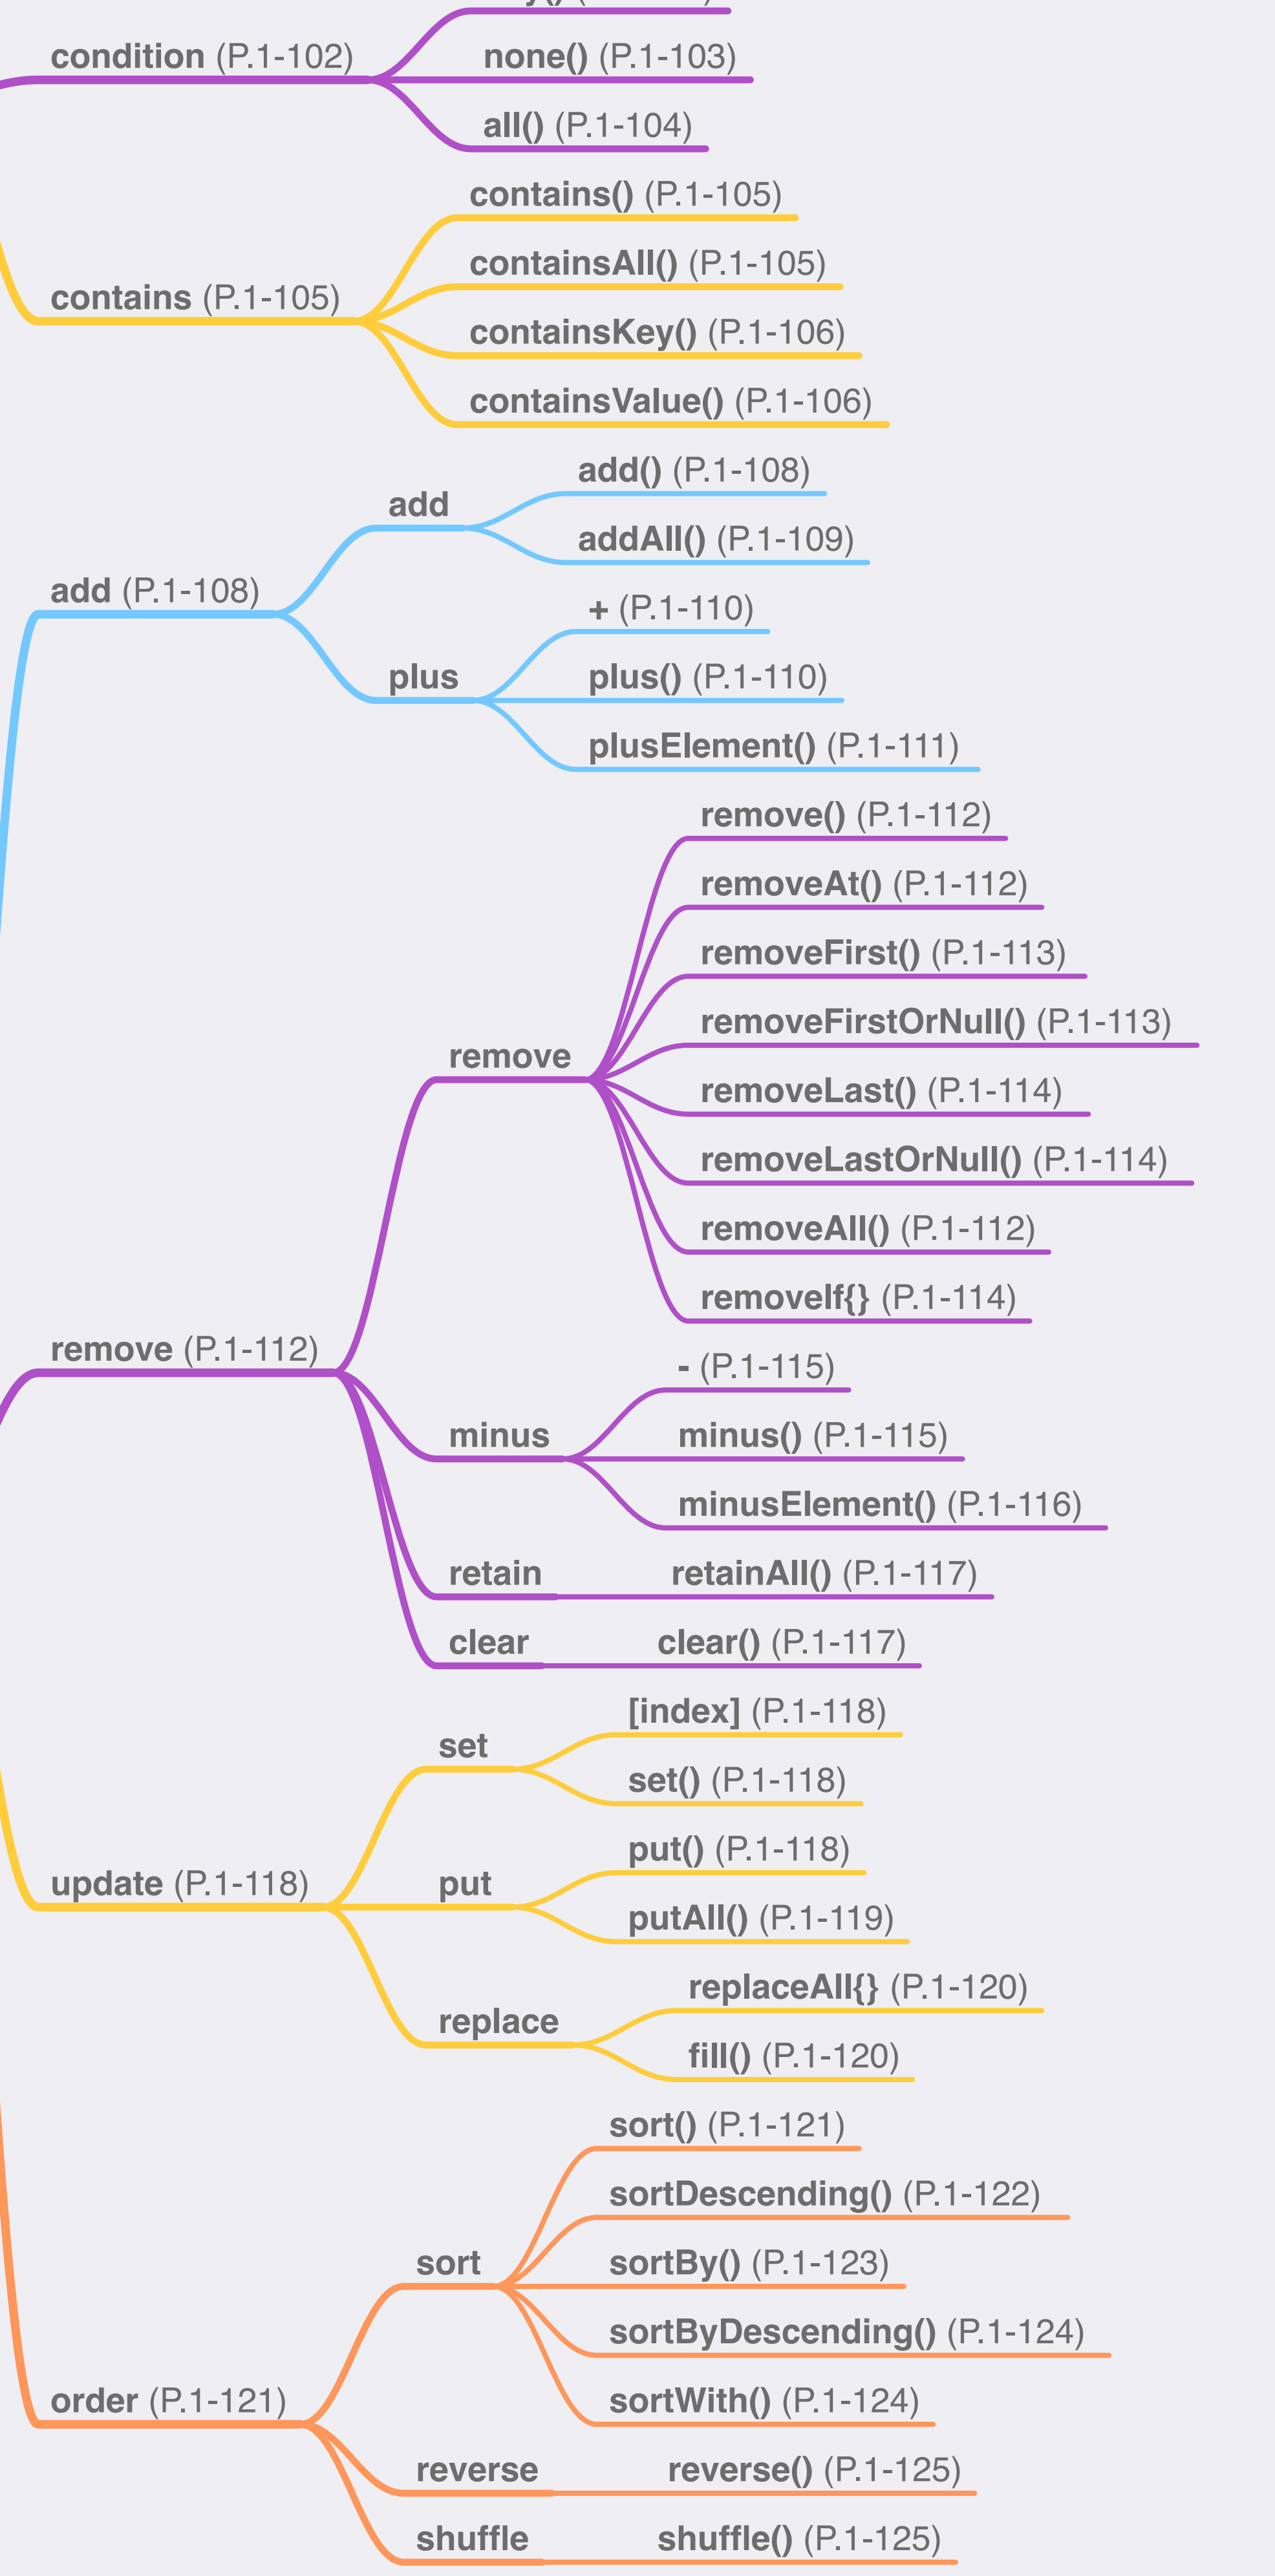 condition (P.1-102)
none() (P.1-103)
all() (P.1-104)
contains (P.1-105)
contains() (P.1-105)
containsAll() (P.1-105)
containsKey() (P.1-106)
containsValue() (P.1-106)
add (P.1-108)
add
add() (P.1-108)
addAll() (P.1-109)
plus
+ (P.1-110)
plus() (P.1-110)
plusElement() (P.1-111)
remove (P.1-112)
remove
remove() (P.1-112)
removeAt() (P.1-112)
removeFirst() (P.1-113)
removeFirstOrNull() (P.1-113)
removeLast() (P.1-114)
removeLastOrNull() (P.1-114)
removeAll() (P.1-112)
removeIf{} (P.1-114)
minus
- (P.1-115)
minus() (P.1-115)
minusElement() (P.1-116)
retain
retainAll() (P.1-117)
clear
clear() (P.1-117)
update (P.1-118)
set
[index] (P.1-118)
set() (P.1-118)
put
put() (P.1-118)
putAll() (P.1-119)
replace
replaceAll{} (P.1-120)
fill() (P.1-120)
order (P.1-121)
sort
sort() (P.1-121)
sortDescending() (P.1-122)
sortBy() (P.1-123)
sortByDescending() (P.1-124)
sortWith() (P.1-124)
reverse
reverse() (P.1-125)
shuffle
shuffle() (P.1-125)